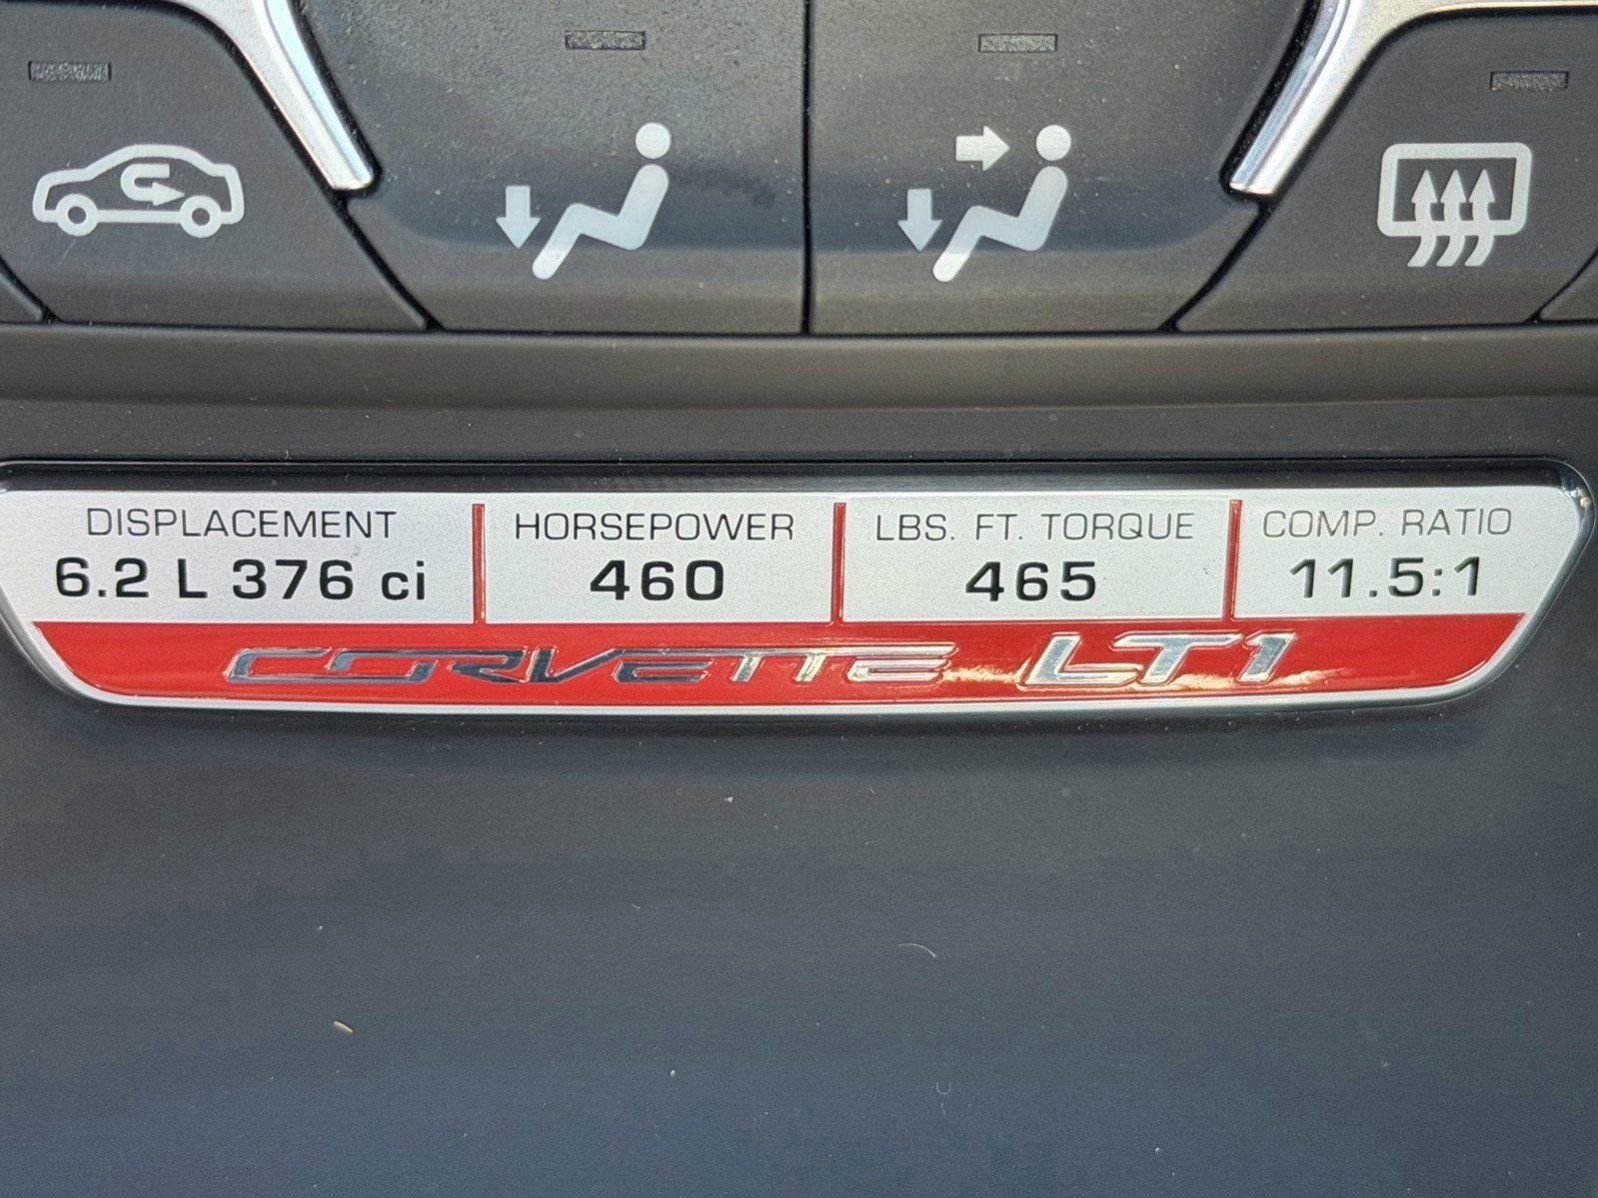 DISPLACEMENT
6.2 L 376 ci
HORSEPOWER
460
LBS. FT. TORQUE
465
COMP. RATIO
11.5:1
CORVETTE LT1